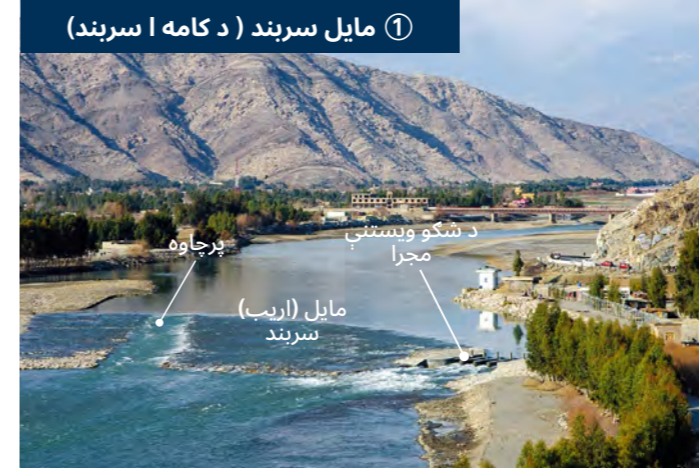 ① مایل سربند ( د کامه I سربند)
د شګو ویستنې
مجرا
پرچاوه
مایل (اریب)
سربند